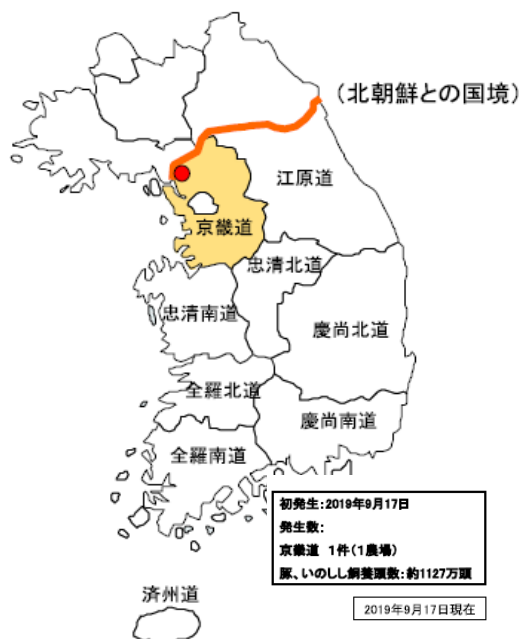 (北朝鮮との国境)
江原道
京畿道
忠清北道
忠清南道
慶尚北道
全羅北道
慶尚南道
全羅南道
初発生:2019年9月17日
発生数:
京畿道 1件(1農場)
豚、いのしし飼養頭数:約1127万頭
済州道
2019年9月17日現在